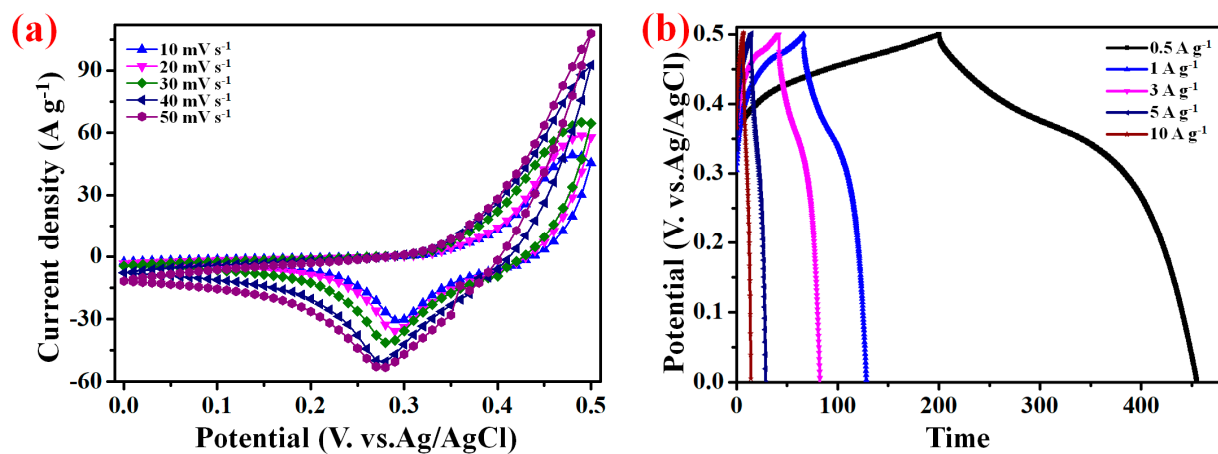 (a)
10 mV s⁻¹
20 mV s⁻¹
30 mV s⁻¹
40 mV s⁻¹
50 mV s⁻¹
Current density (A g⁻¹)
90
60
30
0
-30
-60
0.0 0.1 0.2 0.3 0.4 0.5
Potential (V. vs.Ag/AgCl)
(b)
0.5 A g⁻¹
1 A g⁻¹
3 A g⁻¹
5 A g⁻¹
10 A g⁻¹
Potential (V. vs.Ag/AgCl)
0.5
0.4
0.3
0.2
0.1
0.0
0 100 200 300 400
Time